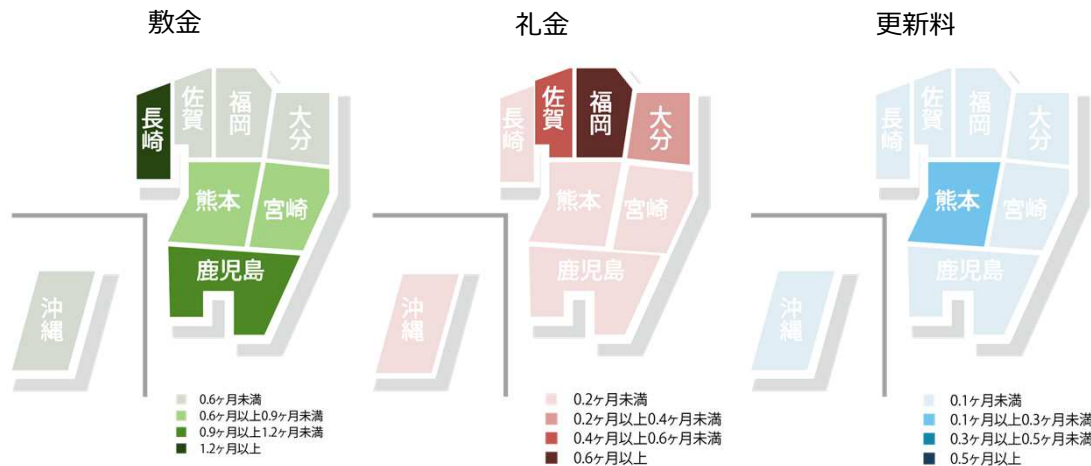 敷金
礼金
更新料
長崎
佐賀
福岡
大分
熊本
宮崎
鹿児島
沖縄
0.6ヶ月未満
0.6ヶ月以上0.9ヶ月未満
0.9ヶ月以上1.2ヶ月未満
1.2ヶ月以上
長崎
佐賀
福岡
大分
熊本
宮崎
鹿児島
沖縄
0.2ヶ月未満
0.2ヶ月以上0.4ヶ月未満
0.4ヶ月以上0.6ヶ月未満
0.6ヶ月以上
長崎
佐賀
福岡
大分
熊本
宮崎
鹿児島
沖縄
0.1ヶ月未満
0.1ヶ月以上0.3ヶ月未満
0.3ヶ月以上0.5ヶ月未満
0.5ヶ月以上